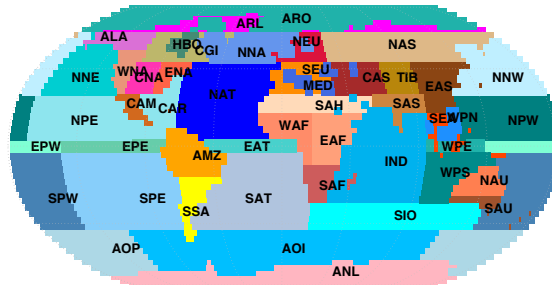 ARO
ARL
ALA
HBO
CGI
NEU
NNA
NAS
NNE
WNA
CNA
ENA
SEU
MED
CAS
TIB
EAS
NNW
NAT
CAM
CAR
SAH
SAS
NPE
WAF
EAF
SEA
WPN
NPW
EPW
EPE
AMZ
EAT
IND
WPE
WPS
SPW
SPE
SSA
SAT
SAF
SIO
NAU
SAU
AOP
AOI
ANL